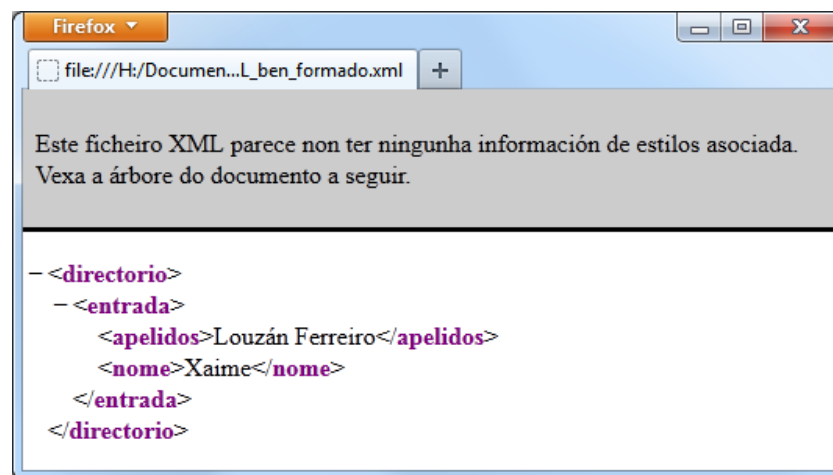 Firefox
file:///H:/Documen...L_ben_formado.xml
Este ficheiro XML parece non ter ningunha información de estilos asociada.
Vexa a árbore do documento a seguir.
– <directorio>
– <entrada>
<apelidos>Louzán Ferreiro</apelidos>
<nome>Xaime</nome>
</entrada>
</directorio>